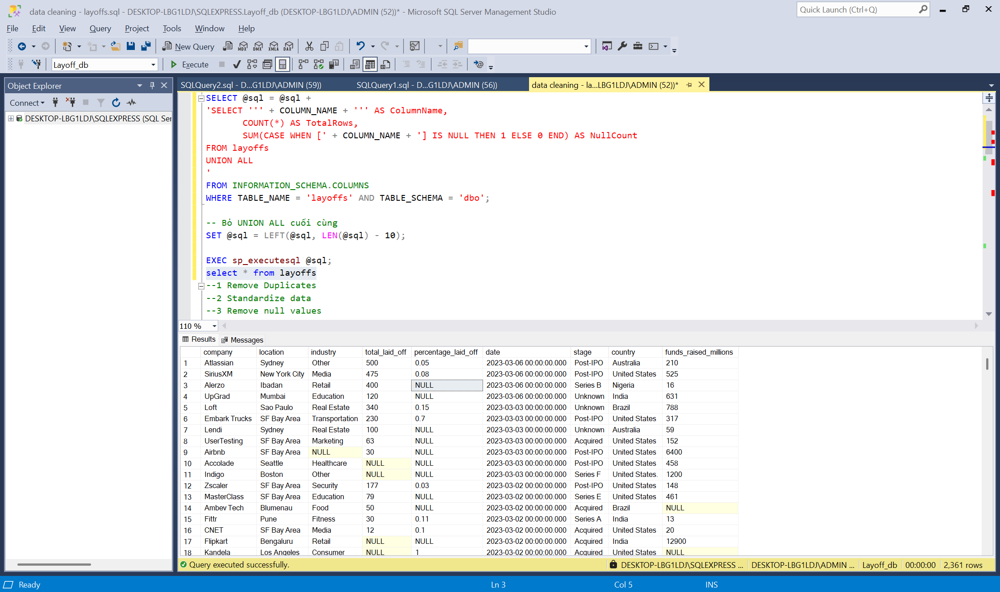 data cleaning - layoffs.sql - DESKTOP-LBG1LDJ\SQLEXPRESS.Layoff_db (DESKTOP-LBG1LDJ\ADMIN (52))* - Microsoft SQL Server Management Studio
Quick Launch (Ctrl+Q)
File Edit View Query Project Tools Window Help
New Query MDX DMX XMLA DAX
Layoff_db Execute
Object Explorer
SQLQuery2.sql - D...G1LDJ\ADMIN (59)) SQLQuery1.sql - D...G1LDJ\ADMIN (56)) data cleaning - la...LBG1LDJ\ADMIN (52))*
Connect
DESKTOP-LBG1LDJ\SQLEXPRESS (SQL Ser
SELECT @sql = @sql +
'SELECT ''' + COLUMN_NAME + ''' AS ColumnName,
COUNT(*) AS TotalRows,
SUM(CASE WHEN [' + COLUMN_NAME + '] IS NULL THEN 1 ELSE 0 END) AS NullCount
FROM layoffs
UNION ALL
'
FROM INFORMATION_SCHEMA.COLUMNS
WHERE TABLE_NAME = 'layoffs' AND TABLE_SCHEMA = 'dbo';
-- Bỏ UNION ALL cuối cùng
SET @sql = LEFT(@sql, LEN(@sql) - 10);
EXEC sp_executesql @sql;
select * from layoffs
--1 Remove Duplicates
--2 Standardize data
--3 Remove null values
110 %
Results Messages
company location industry total_laid_off percentage_laid_off date stage country funds_raised_millions
1 Atlassian Sydney Other 500 0.05 2023-03-06 00:00:00.000 Post-IPO Australia 210
2 SiriusXM New York City Media 475 0.08 2023-03-06 00:00:00.000 Post-IPO United States 525
3 Alerzo Ibadan Retail 400 NULL 2023-03-06 00:00:00.000 Series B Nigeria 16
4 UpGrad Mumbai Education 120 NULL 2023-03-06 00:00:00.000 Unknown India 631
5 Loft Sao Paulo Real Estate 340 0.15 2023-03-03 00:00:00.000 Unknown Brazil 788
6 Embark Trucks SF Bay Area Transportation 230 0.7 2023-03-03 00:00:00.000 Post-IPO United States 317
7 Lendi Sydney Real Estate 100 NULL 2023-03-03 00:00:00.000 Unknown Australia 59
8 UserTesting SF Bay Area Marketing 63 NULL 2023-03-03 00:00:00.000 Acquired United States 152
9 Airbnb SF Bay Area NULL 30 NULL 2023-03-03 00:00:00.000 Post-IPO United States 6400
10 Accolade Seattle Healthcare NULL NULL 2023-03-03 00:00:00.000 Post-IPO United States 458
11 Indigo Boston Other NULL NULL 2023-03-03 00:00:00.000 Series F United States. 1200
12 Zscaler SF Bay Area Security 177 0.03 2023-03-02 00:00:00.000 Post-IPO United States 148
13 MasterClass SF Bay Area Education 79 NULL 2023-03-02 00:00:00.000 Series E United States 461
14 Ambev Tech Blumenau Food 50 NULL 2023-03-02 00:00:00.000 Acquired Brazil NULL
15 Fittr Pune Fitness 30 0.11 2023-03-02 00:00:00.000 Series A India 13
16 CNET SF Bay Area Media 12 0.1 2023-03-02 00:00:00.000 Acquired United States 20
17 Flipkart Bengaluru Retail NULL NULL 2023-03-02 00:00:00.000 Acquired India 12900
18 Kandela Los Angeles Consumer NULL 1 2023-03-02 00:00:00.000 Acquired United States NULL
Query executed successfully. DESKTOP-LBG1LDJ\SQLEXPRESS ... DESKTOP-LBG1LDJ\ADMIN ... Layoff_db 00:00:00 2,361 rows
Ready Ln 3 Col 5 INS